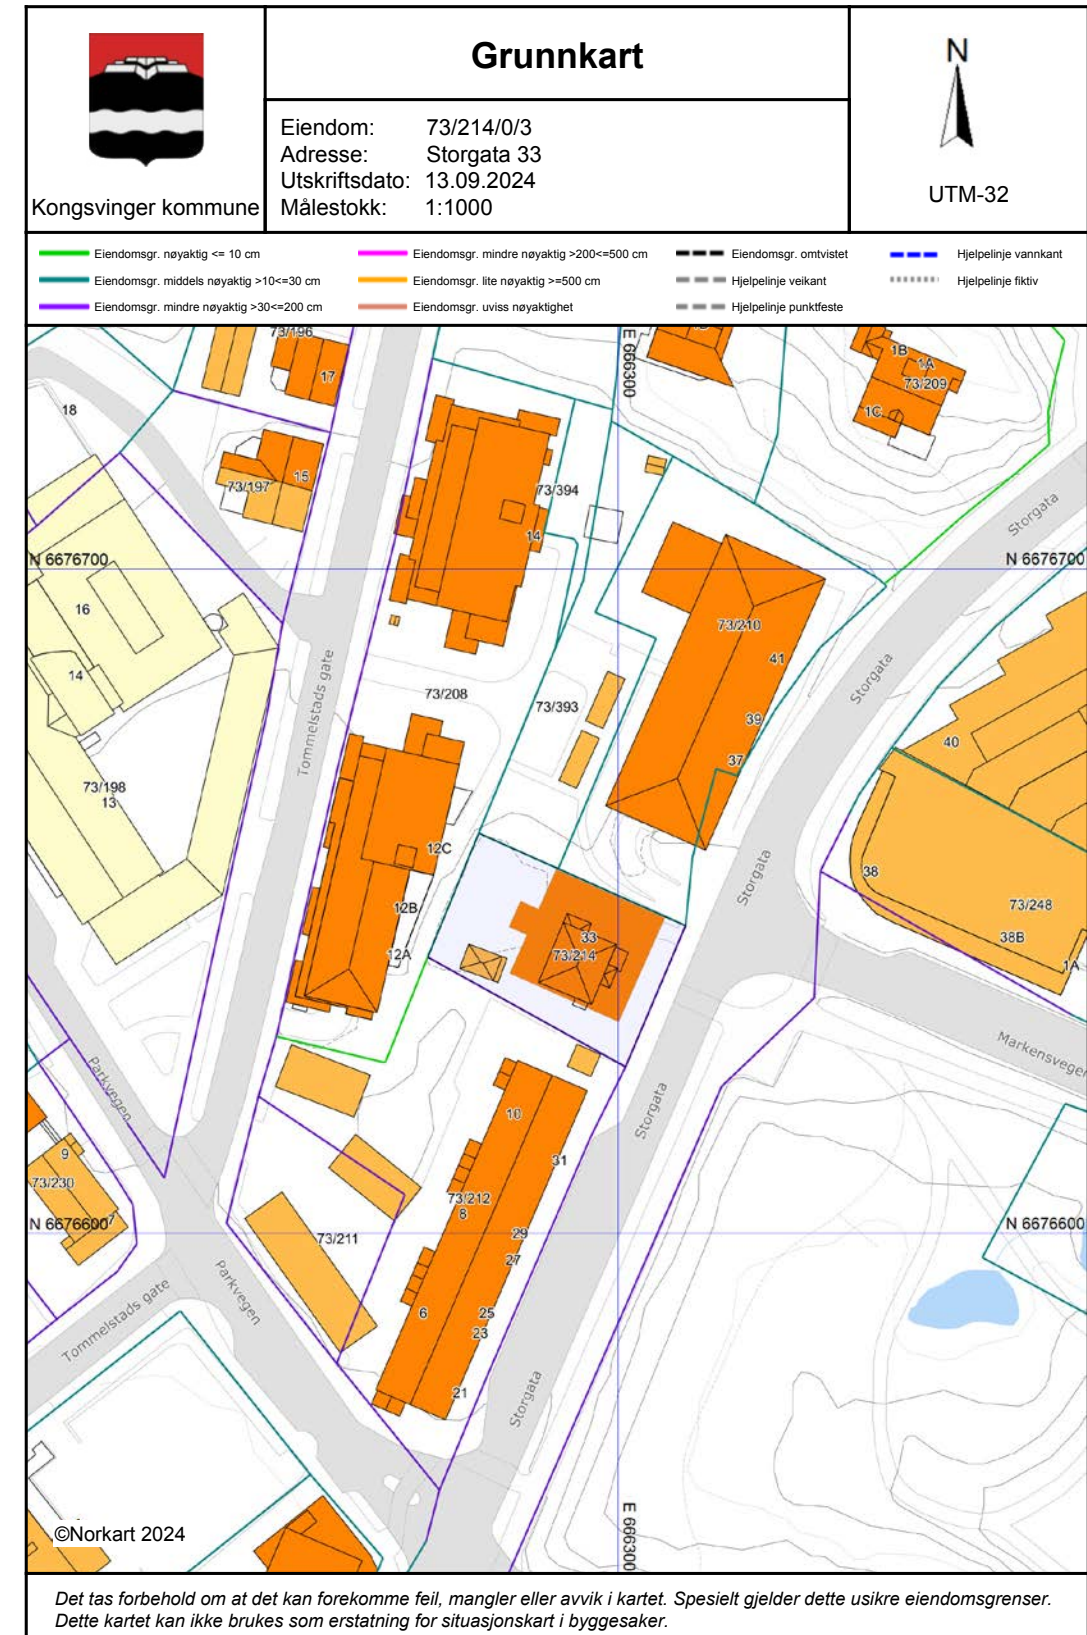 Grunnkart
Kongsvinger kommune
Eiendom: 73/214/0/3
Adresse: Storgata 33
Utskriftsdato: 13.09.2024
Målestokk: 1:1000
N
UTM-32
Eiendomsgr. nøyaktig <= 10 cm
Eiendomsgr. mindre nøyaktig >200<=500 cm
Eiendomsgr. omtvistet
Hjelpelinje vannkant
Eiendomsgr. middels nøyaktig >10<=30 cm
Eiendomsgr. lite nøyaktig >=500 cm
Hjelpelinje veikant
Hjelpelinje fiktiv
Eiendomsgr. mindre nøyaktig >30<=200 cm
Eiendomsgr. uviss nøyaktighet
Hjelpelinje punktfeste
73/196
E 666300
1B
1A
17
73/209
18
1C
15
73/197
73/394
Storgata
14
N 6676700
N 6676700
16
73/210
41
14
Tommelstads gate
73/208
73/393
Storgata
39
40
37
73/198
13
12C
Storgata
38
12B
73/248
33
38B
12A
73/214
1A
Markensvegen
Parkvegen
10
Storgata
9
31
73/230
73/212
8
7
N 6676600
29
N 6676600
73/211
27
Parkvegen
Tommelstads gate
6
25
23
21
Storgata
E 666300
©Norkart 2024
Det tas forbehold om at det kan forekomme feil, mangler eller avvik i kartet. Spesielt gjelder dette usikre eiendomsgrenser.
Dette kartet kan ikke brukes som erstatning for situasjonskart i byggesaker.